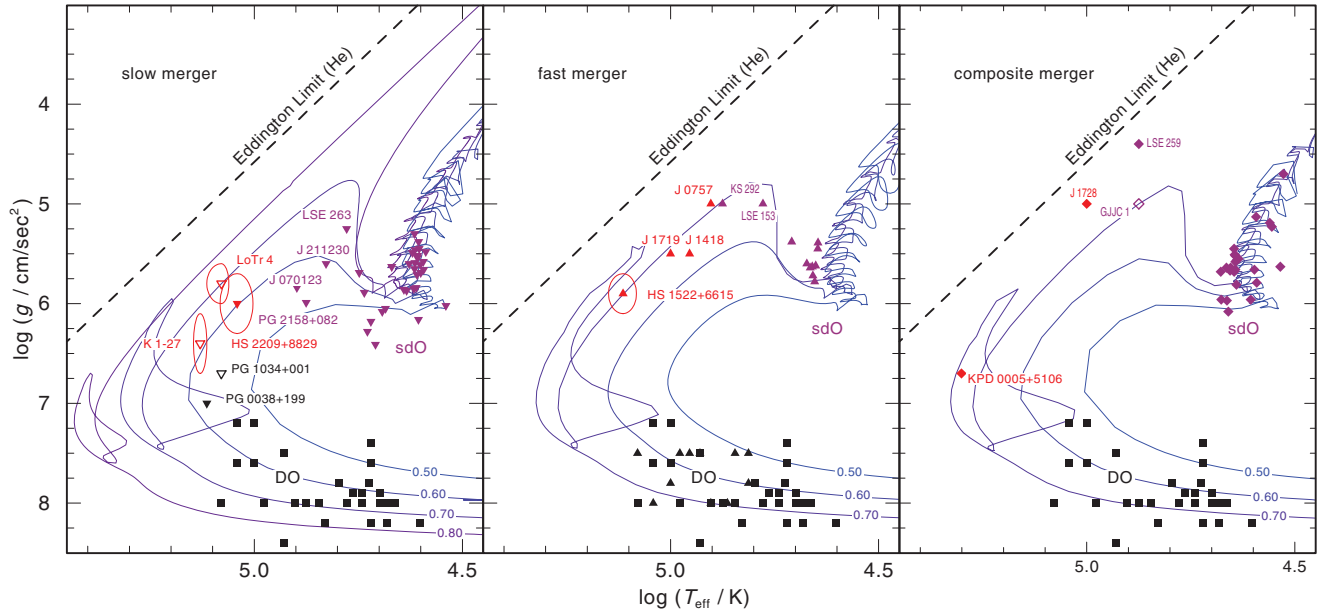 slow merger
Eddington Limit (He)
LSE 263
J 211230
LoTr 4
J 070123
PG 2158+082
K 1-27
HS 2209+8829
sdO
PG 1034+001
PG 0038+199
DO
0.50
0.60
0.70
0.80
fast merger
Eddington Limit (He)
J 0757
KS 292
LSE 153
J 1719
J 1418
HS 1522+6615
sdO
DO
0.50
0.60
0.70
composite merger
Eddington Limit (He)
LSE 259
J 1728
GJJC 1
sdO
KPD 0005+5106
DO
0.50
0.60
0.70
4
5
6
7
8
log (g / cm/sec²)
5.0
4.5
5.0
4.5
5.0
4.5
log (Teff / K)